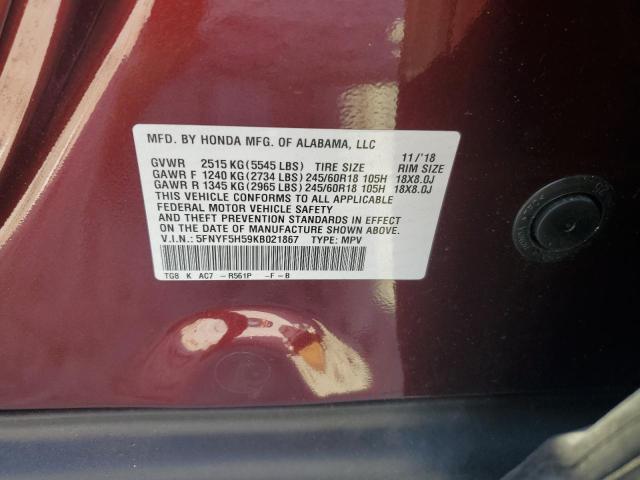 MFD. BY HONDA MFG. OF ALABAMA, LLC 11/'18
GVWR 2515 KG (5545 LBS) TIRE SIZE RIM SIZE
GAWR F 1240 KG (2734 LBS) 245/60R18 105H 18X8.0J
GAWR R 1345 KG (2965 LBS) 245/60R18 105H 18X8.0J
THIS VEHICLE CONFORMS TO ALL APPLICABLE
FEDERAL MOTOR VEHICLE SAFETY
AND THEFT PREVENTION STANDARDS IN EFFECT
ON THE DATE OF MANUFACTURE SHOWN ABOVE.
V.I.N.: 5FNYF5H59KB021867 TYPE: MPV
TG8 K AC7 -R561P -F-B